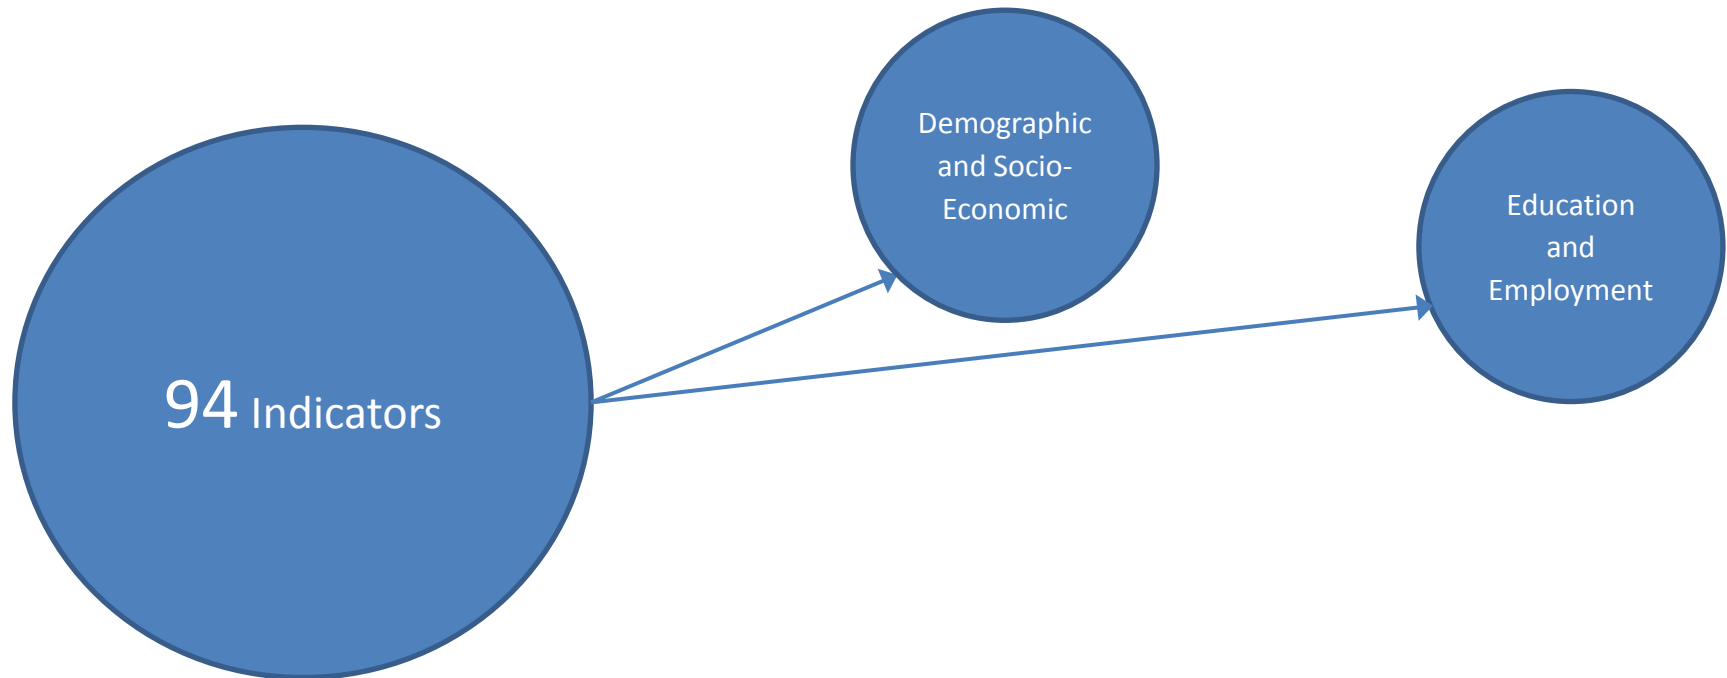 94 Indicators
Demographic
and Socio-
Economic
Education
and
Employment